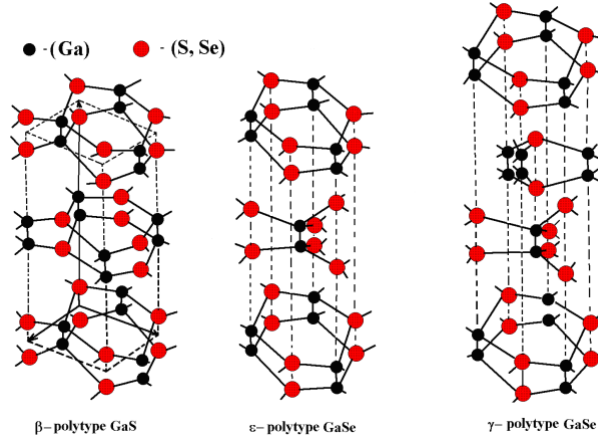 - (Ga) - (S, Se)
β– polytype GaS ε– polytype GaSe γ– polytype GaSe